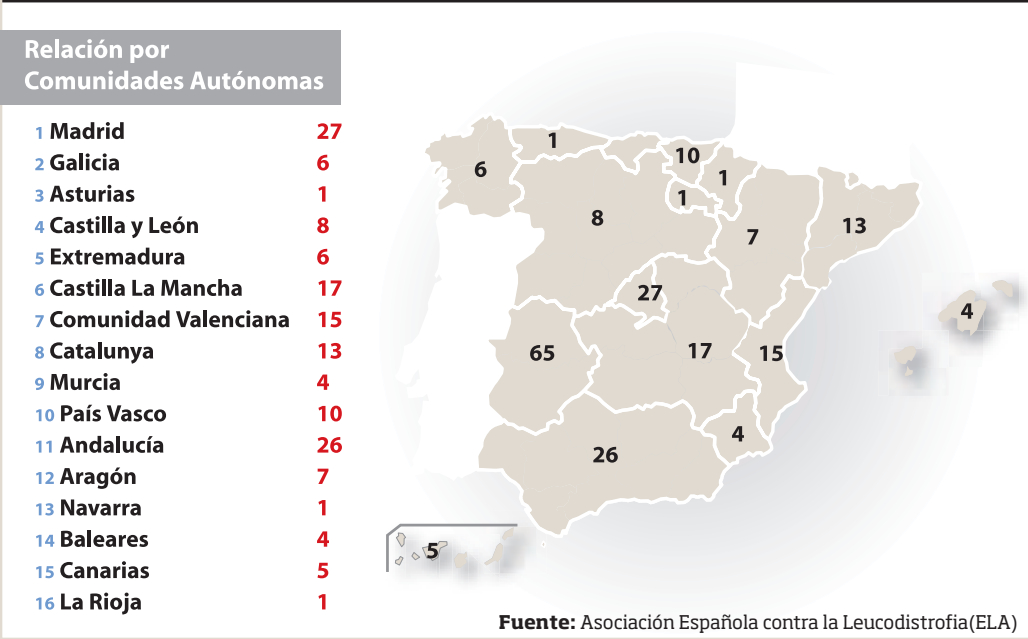 Relación por
Comunidades Autónomas
1 Madrid 27
2 Galicia 6
3 Asturias 1
4 Castilla y León 8
5 Extremadura 6
6 Castilla La Mancha 17
7 Comunidad Valenciana 15
8 Catalunya 13
9 Murcia 4
10 País Vasco 10
11 Andalucía 26
12 Aragón 7
13 Navarra 1
14 Baleares 4
15 Canarias 5
16 La Rioja 1
1
10
6
1
1
8
13
7
27
4
65
17
15
4
26
5
Fuente: Asociación Española contra la Leucodistrofia(ELA)